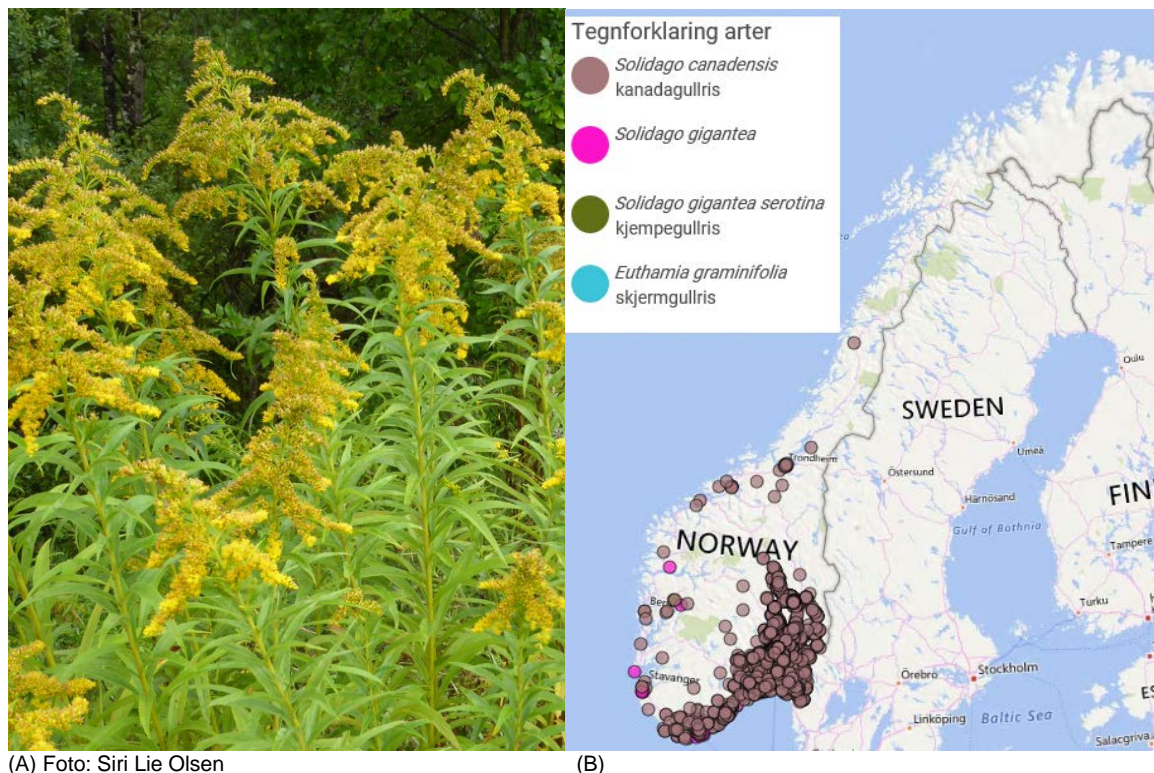 Tegnforklaring arter
Solidago canadensis
kanadagullris
Solidago gigantea
Solidago gigantea serotina
kjempegullris
Euthamia graminifolia
skjermgullris
Oulu
SWEDEN
Trondheim
Umeå
Östersund
FIN
Härnösand
NORWAY
Gulf of Bothnia
Tampere
Turku
Stavanger
Stockholm
Örebro
Linköping
Baltic Sea
Salacgrīva
(A) Foto: Siri Lie Olsen
(B)